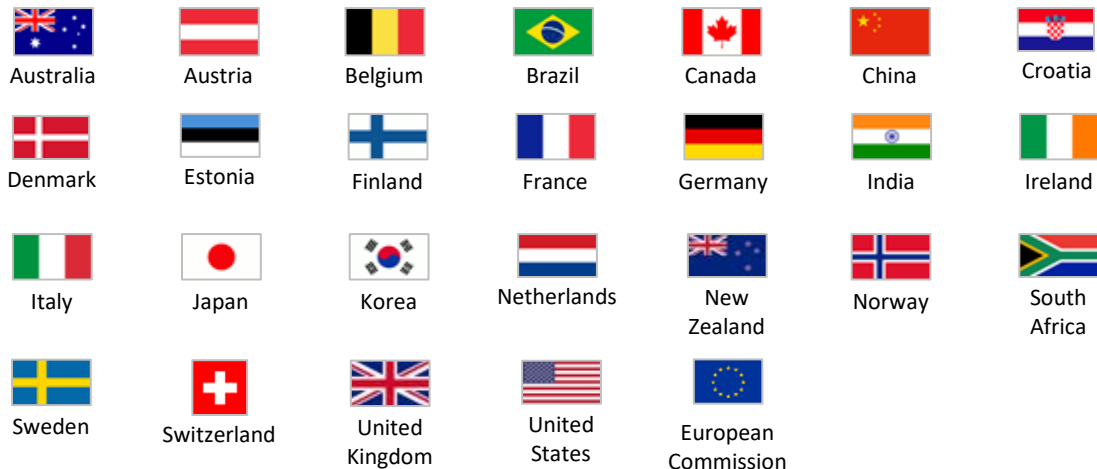 Australia
Austria
Belgium
Brazil
Canada
China
Croatia
Denmark
Estonia
Finland
France
Germany
India
Ireland
Italy
Japan
Korea
Netherlands
New
Zealand
Norway
South
Africa
Sweden
Switzerland
United
Kingdom
United
States
European
Commission